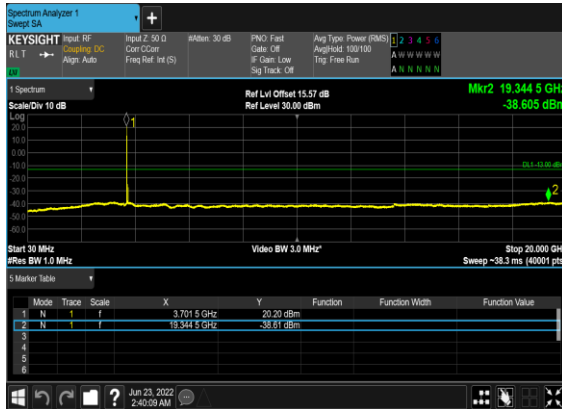 Spectrum Analyzer 1
Swept SA
+
KEYSIGHT Input: RF Input Z: 50 Ω #Atten: 30 dB PNO: Fast Avg Type: Power (RMS) 1 2 3 4 5 6
RLT Coupling: DC Corr CCorr Gate: Off Avg|Hold: 100/100 A W W W W W
Align: Auto Freq Ref: Int (S) IF Gain: Low Trig: Free Run
LU Sig Track: Off A N N N N N
1 Spectrum Ref Lvl Offset 15.57 dB Mkr2 19.344 5 GHz
Scale/Div 10 dB Ref Level 30.00 dBm -38.605 dBm
Log
1
20.0
10.0
0.00
-10.0
DL1 -13.00 dBm
-20.0
-30.0
2
-40.0
-50.0
-60.0
Start 30 MHz Video BW 3.0 MHz* Stop 20.000 GH
#Res BW 1.0 MHz Sweep ~38.3 ms (40001 pts
5 Marker Table
Mode Trace Scale X Y Function Function Width Function Value
1 N 1 f 3.701 5 GHz 20.20 dBm
2 N 1 f 19.344 5 GHz -38.61 dBm
3
4
5
6
? Jun 23, 2022
2:40:09 AM